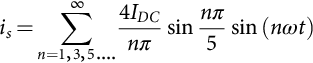 i_s = \sum_{n=1,3,5....}^{\infty} \frac{4I_{DC}}{n\pi} \sin \frac{n\pi}{5} \sin (n\omega t)